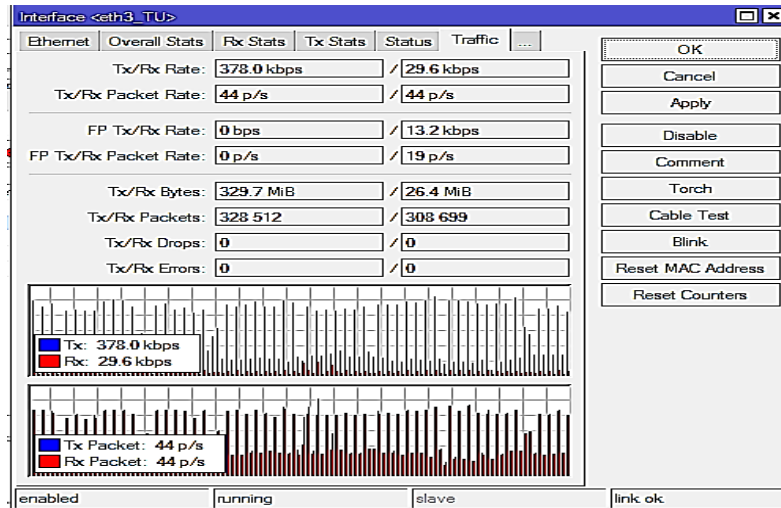 Interface <eth3_TU>
Ethernet Overall Stats Rx Stats Tx Stats Status Traffic ...
Tx/Rx Rate: 378.0 kbps / 29.6 kbps
Tx/Rx Packet Rate: 44 p/s / 44 p/s
FP Tx/Rx Rate: 0 bps / 13.2 kbps
FP Tx/Rx Packet Rate: 0 p/s / 19 p/s
Tx/Rx Bytes: 329.7 MiB / 26.4 MiB
Tx/Rx Packets: 328 512 / 308 699
Tx/Rx Drops: 0 / 0
Tx/Rx Errors: 0 / 0
Tx: 378.0 kbps
Rx: 29.6 kbps
Tx Packet: 44 p/s
Rx Packet: 44 p/s
OK
Cancel
Apply
Disable
Comment
Torch
Cable Test
Blink
Reset MAC Address
Reset Counters
enabled running slave link ok